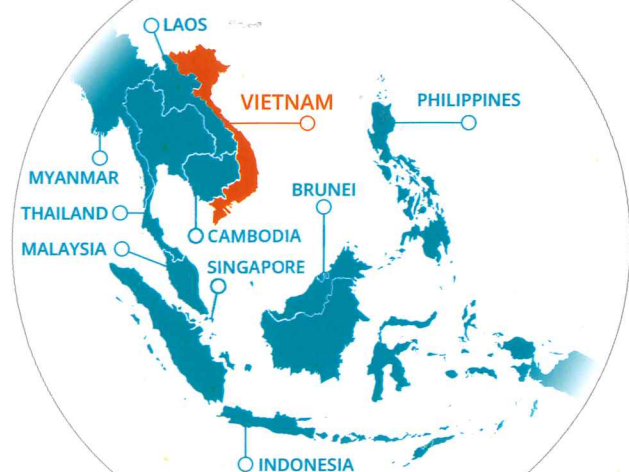 LAOS
VIETNAM
PHILIPPINES
MYANMAR
BRUNEI
THAILAND
CAMBODIA
MALAYSIA
SINGAPORE
INDONESIA